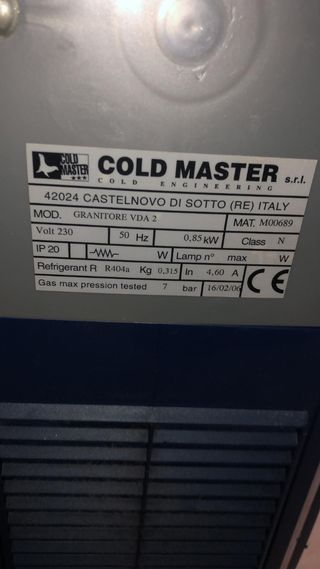 COLD MASTER ★★★ COLD MASTER s.r.l.
COLD ENGINEERING
42024 CASTELNOVO DI SOTTO (RE) ITALY
MOD. GRANITORE VDA 2 MAT. M00689
Volt 230 50 Hz 0,85 kW Class N
IP 20 W Lamp n° max W
Refrigerant R R404a Kg 0,315 In 4,60 A CE
Gas max pression tested 7 bar 16/02/06